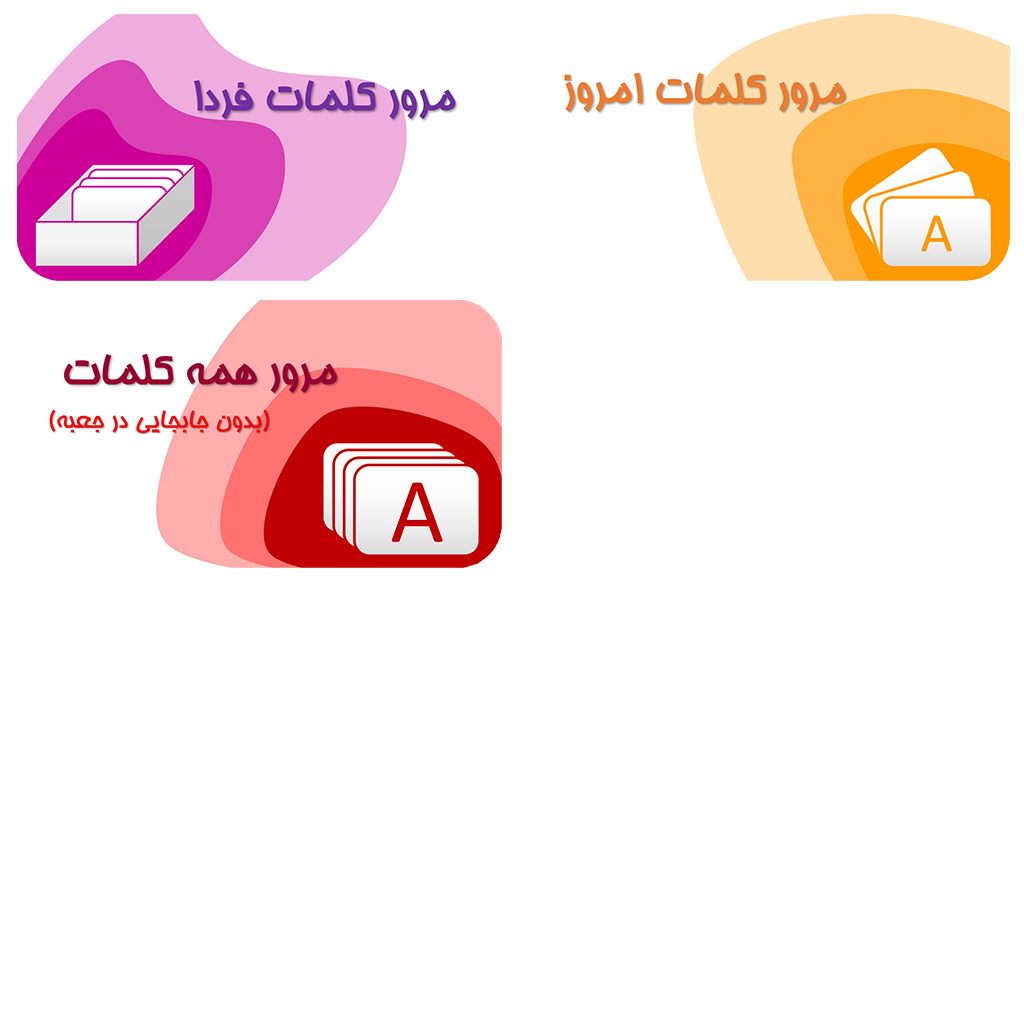 مرور کلمات امروز
A
مرور کلمات فردا
مرور همه کلمات
(بدون جابجایی در جعبه)
A